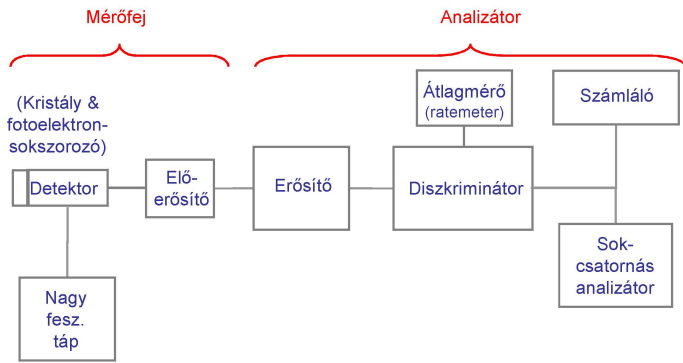 Mérőfej
Analizátor
(Kristály &
fotoelektron-
sokszorozó)
Detektor
Elő-
erősítő
Erősítő
Átlagmérő
(ratemeter)
Diszkriminátor
Számláló
Sok-
csatornás
analizátor
Nagy
fesz.
táp